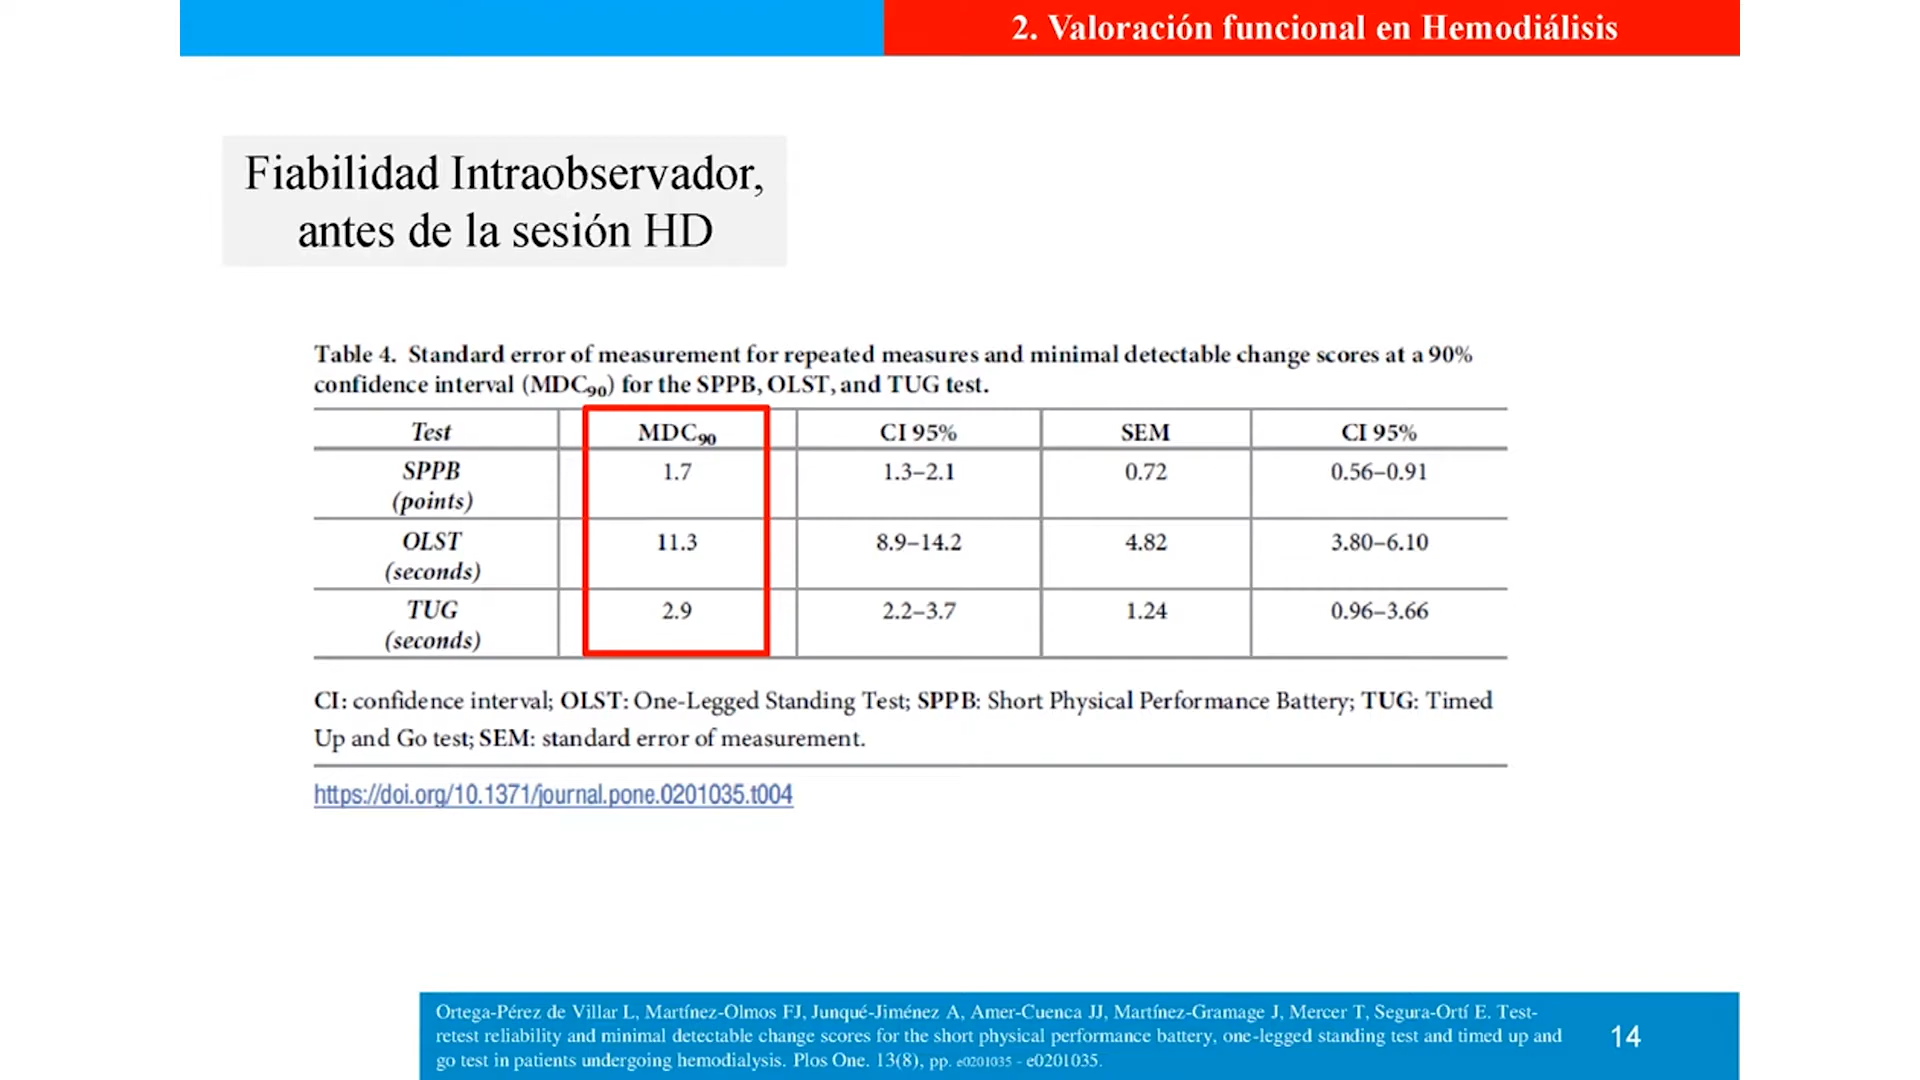 2. Valoración funcional en Hemodiálisis
Fiabilidad Intraobservador,
antes de la sesión HD
Table 4. Standard error of measurement for repeated measures and minimal detectable change scores at a 90%
confidence interval (MDC90) for the SPPB, OLST, and TUG test.
Test MDC90 CI 95% SEM CI 95%
SPPB 1.7 1.3–2.1 0.72 0.56–0.91
(points)
OLST 11.3 8.9–14.2 4.82 3.80–6.10
(seconds)
TUG 2.9 2.2–3.7 1.24 0.96–3.66
(seconds)
CI: confidence interval; OLST: One-Legged Standing Test; SPPB: Short Physical Performance Battery; TUG: Timed
Up and Go test; SEM: standard error of measurement.
https://doi.org/10.1371/journal.pone.0201035.t004
Ortega-Pérez de Villar L, Martínez-Olmos FJ, Junqué-Jiménez A, Amer-Cuenca JJ, Martínez-Gramage J, Mercer T, Segura-Ortí E. Test-
retest reliability and minimal detectable change scores for the short physical performance battery, one-legged standing test and timed up and
go test in patients undergoing hemodialysis. Plos One. 13(8), pp. e0201035 - e0201035.
14